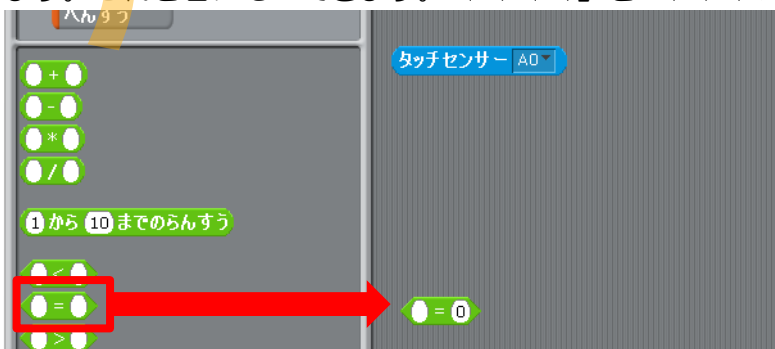 へんすう
タッチセンサー A0
+
-
*
/
1 から 10 までのらんすう
<
=
= 0
>